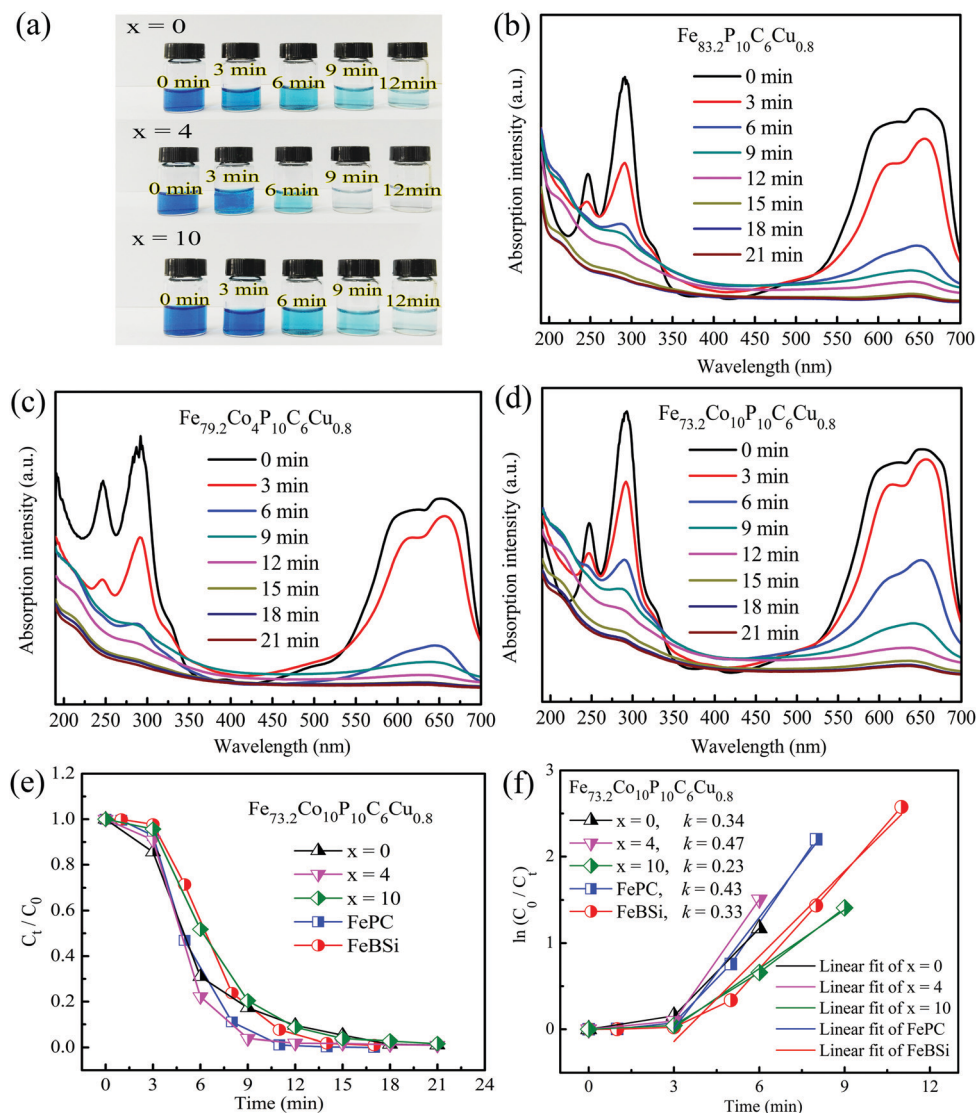 (a)
x = 0
0 min
3 min
6 min
9 min
12min
x = 4
0 min
3 min
6 min
9 min
12min
x = 10
0 min
3 min
6 min
9 min
12min
(b)
Fe83.2P10C6Cu0.8
0 min
3 min
6 min
9 min
12 min
15 min
18 min
21 min
Absorption intensity (a.u.)
200 250 300 350 400 450 500 550 600 650 700
Wavelength (nm)
(c)
Fe79.2Co4P10C6Cu0.8
0 min
3 min
6 min
9 min
12 min
15 min
18 min
21 min
Absorption intensity (a.u.)
200 250 300 350 400 450 500 550 600 650 700
Wavelength (nm)
(d)
Fe73.2Co10P10C6Cu0.8
0 min
3 min
6 min
9 min
12 min
15 min
18 min
21 min
Absorption intensity (a.u.)
200 250 300 350 400 450 500 550 600 650 700
Wavelength (nm)
(e)
Fe73.2Co10P10C6Cu0.8
x = 0
x = 4
x = 10
FePC
FeBSi
Ct / C0
1.2
1.0
0.8
0.6
0.4
0.2
0.0
0 3 6 9 12 15 18 21 24
Time (min)
(f)
Fe73.2Co10P10C6Cu0.8
x = 0, k = 0.34
x = 4, k = 0.47
x = 10, k = 0.23
FePC, k = 0.43
FeBSi, k = 0.33
Linear fit of x = 0
Linear fit of x = 4
Linear fit of x = 10
Linear fit of FePC
Linear fit of FeBSi
ln (C0 / Ct)
3
2
1
0
0 3 6 9 12
Time (min)